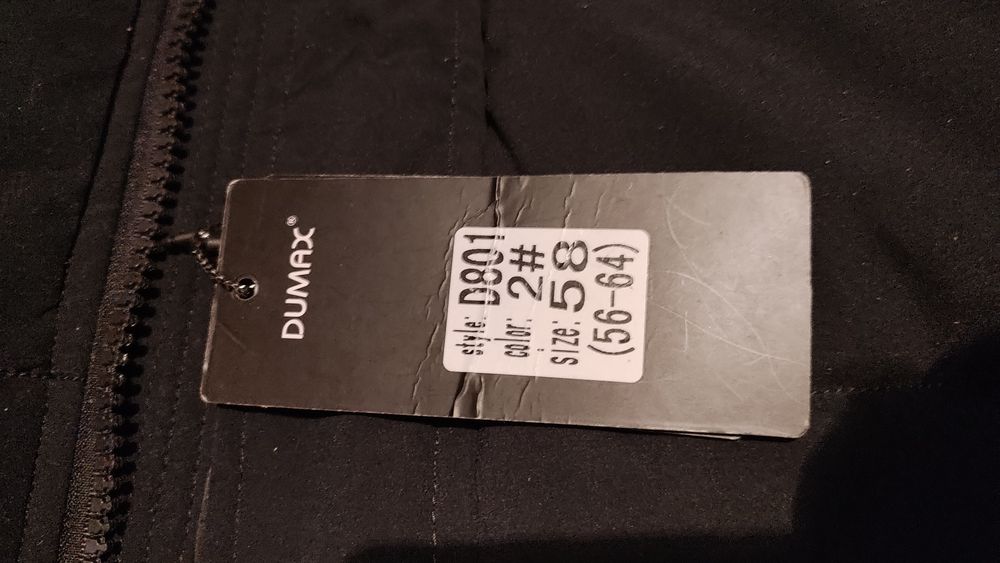 DUMAX®
style: D801
color: 2#
size: 58
(56-64)